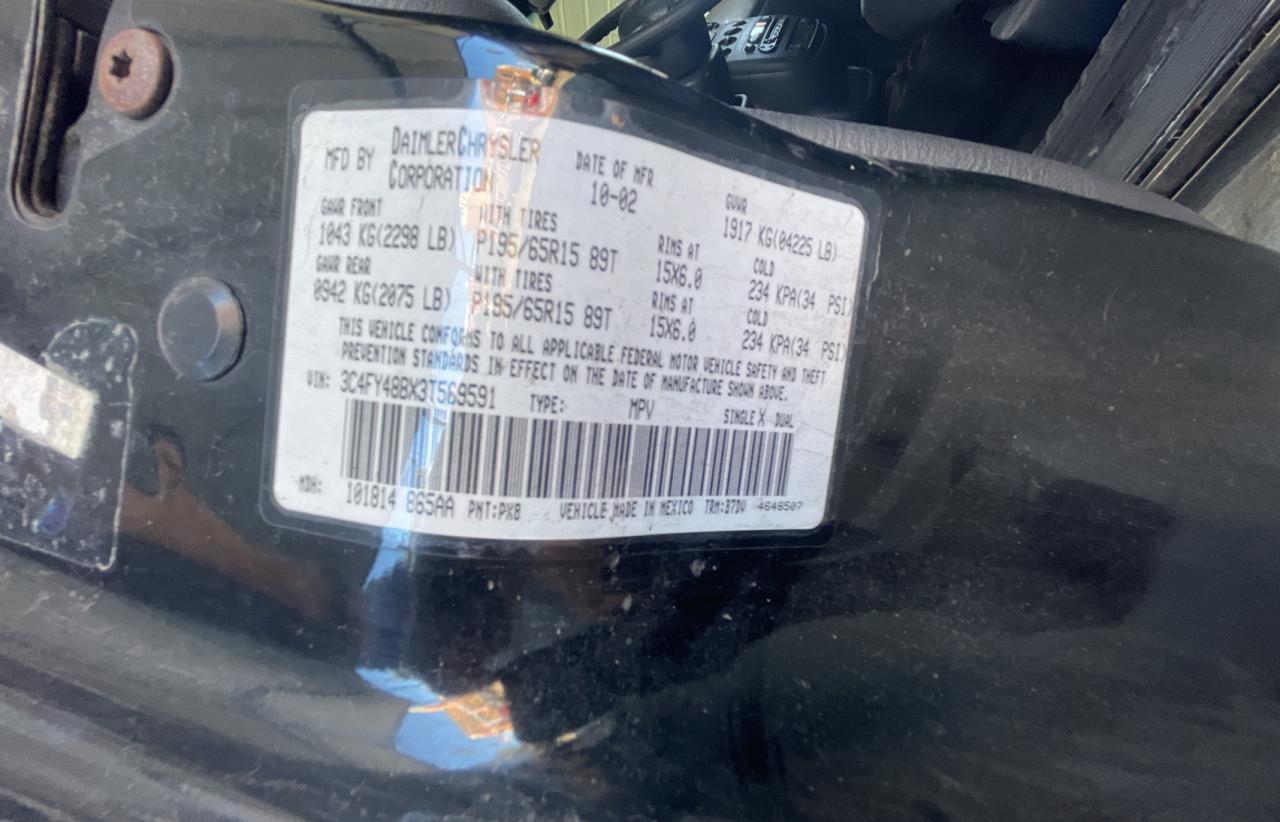 MFD BY DAIMLERCHRYSLER CORPORATION
DATE OF MFR 10-02
GVWR 1917 KG(04225 LB)
GAWR FRONT WITH TIRES RIMS AT COLD
1043 KG(2298 LB) P195/65R15 89T 15X6.0 234 KPA(34 PSI)
GAWR REAR WITH TIRES RIMS AT COLD
0942 KG(2075 LB) P195/65R15 89T 15X6.0 234 KPA(34 PSI)
THIS VEHICLE CONFORMS TO ALL APPLICABLE FEDERAL MOTOR VEHICLE SAFETY AND THEFT
PREVENTION STANDARDS IN EFFECT ON THE DATE OF MANUFACTURE SHOWN ABOVE.
VIN: 3C4FY48BX3T569591 TYPE: MPV SINGLE X DUAL
MDH: 101814 865AA PNT:PX8 VEHICLE MADE IN MEXICO TRM:B7DV 4648507